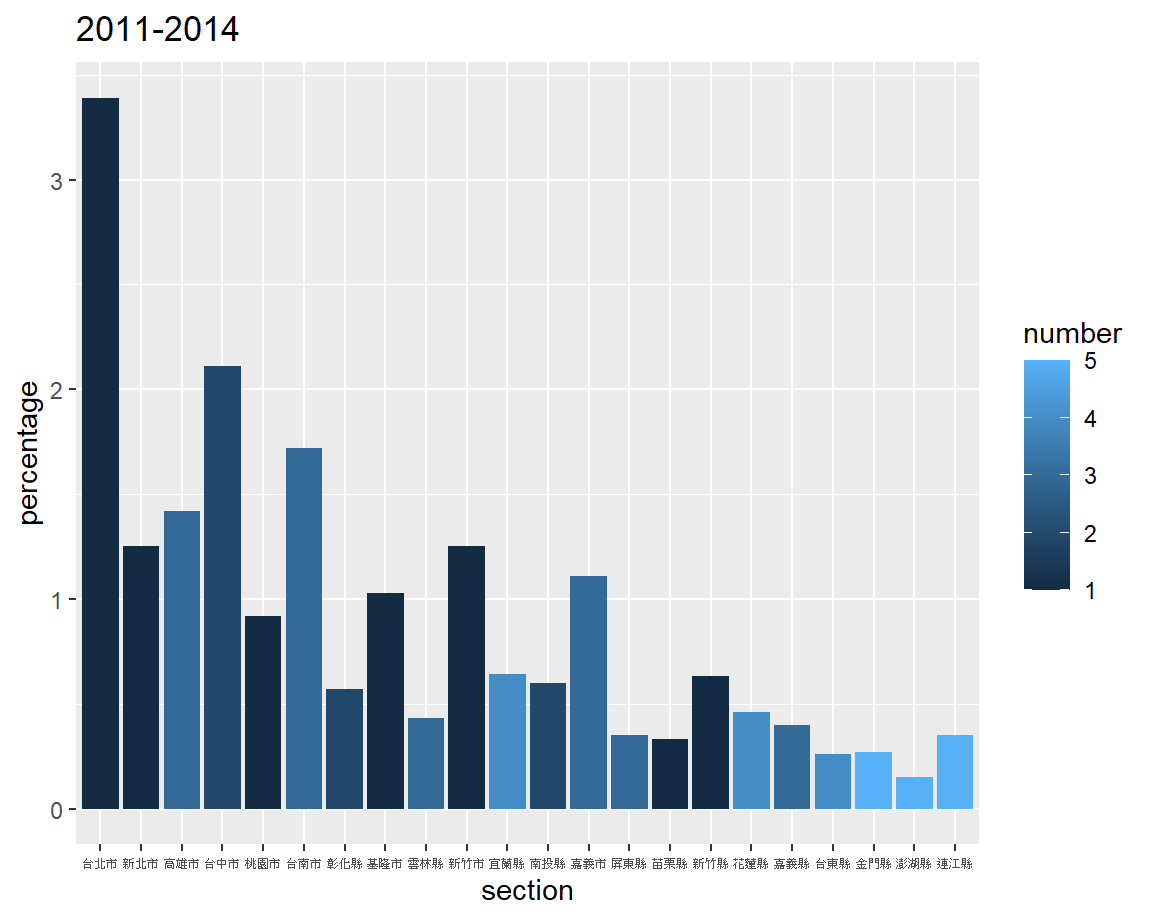 2011-2014
percentage
3
2
1
0
台北市 新北市 高雄市 台中市 桃園市 台南市 彰化縣 基隆市 雲林縣 新竹市 宜蘭縣 南投縣 嘉義市 屏東縣 苗栗縣 新竹縣 花蓮縣 嘉義縣 台東縣 金門縣 澎湖縣 連江縣
section
number
5
4
3
2
1